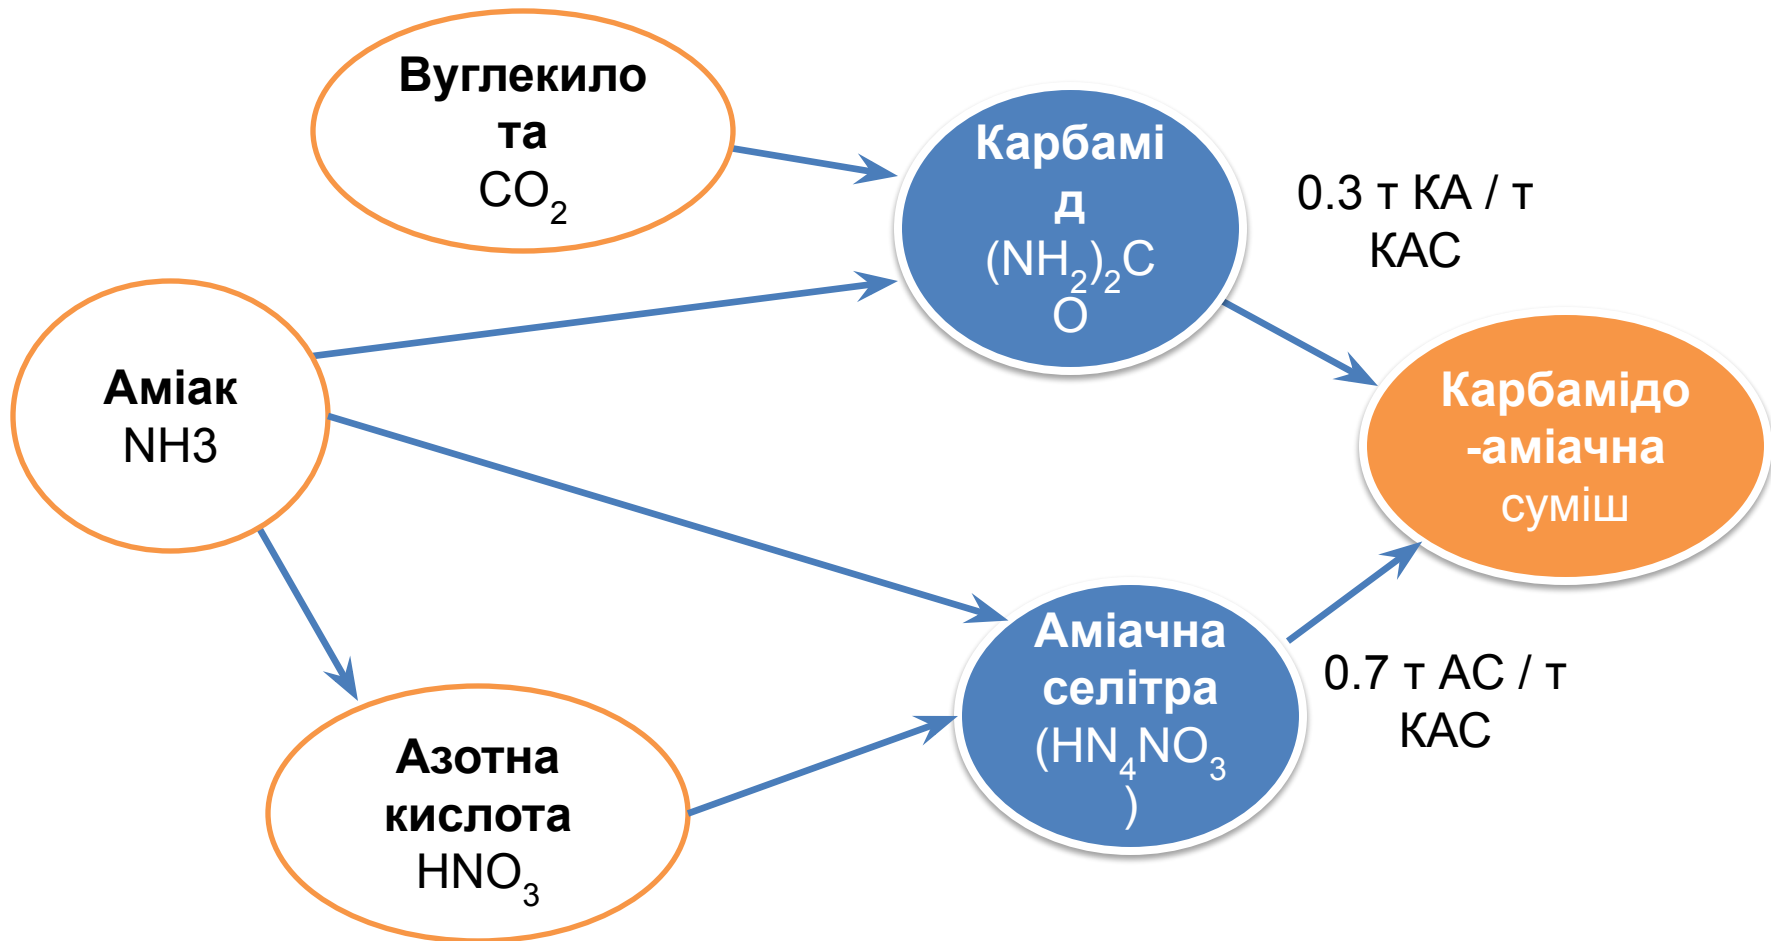 Вуглекило
та
CO₂
Карбамі
д
(NH₂)₂C
O
0.3 т КА / т
КАС
Аміак
NH3
Карбамідо
-аміачна
суміш
Аміачна
селітра
(HN₄NO₃
)
0.7 т АС / т
КАС
Азотна
кислота
HNO₃